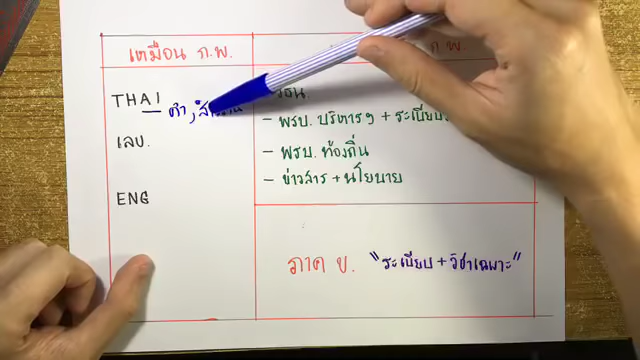 เหมือน ก.พ.
ก.พ.
THAI
— คำ,
เลข.
ENG
- พรบ. บริหารฯ + ระเบียบ
- พรบ. ท้องถิ่น
- ข่าวสาร + นโยบาย
ภาค ข. "ระเบียบ + วิชาเฉพาะ"